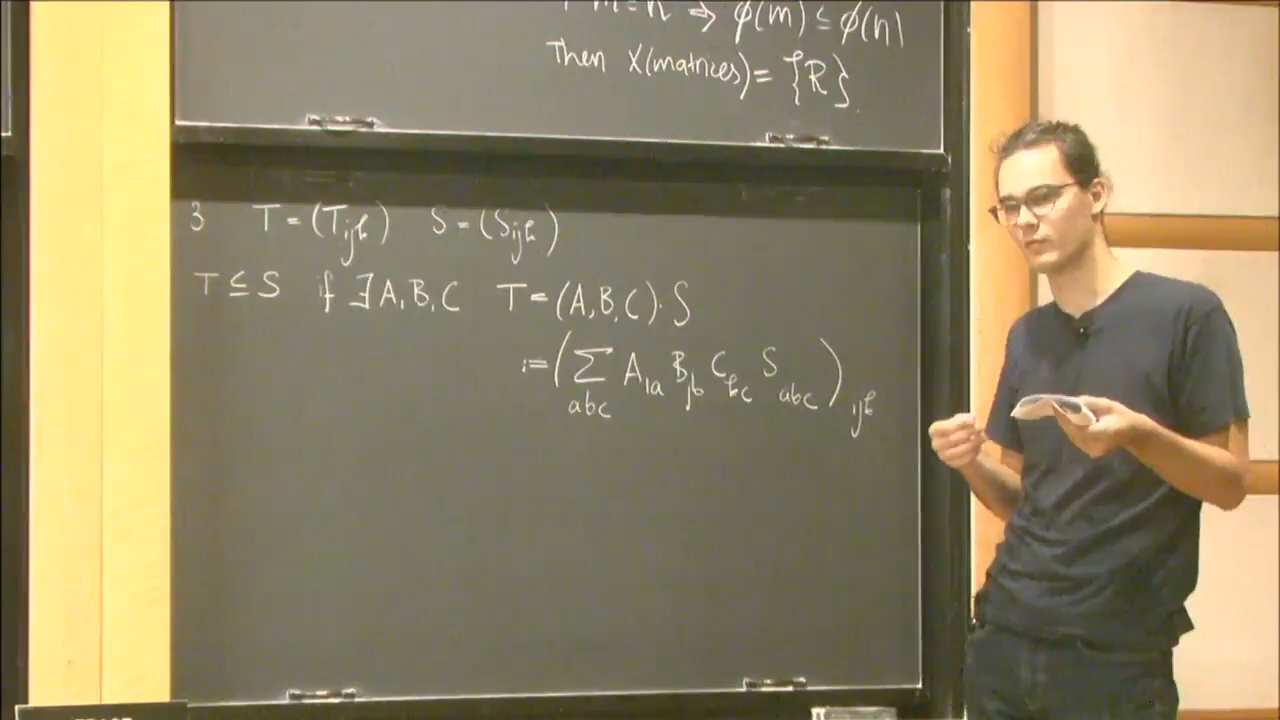 m ≤ n ⇒ ϕ(m) ≤ ϕ(n)
Then X(matrices) = {R}.
3 T = (T_ijk) S = (S_ijk)
T ≤ S if ∃ A, B, C T = (A, B, C) · S
:= (∑_abc A_ia B_jb C_kc S_abc)_ijk